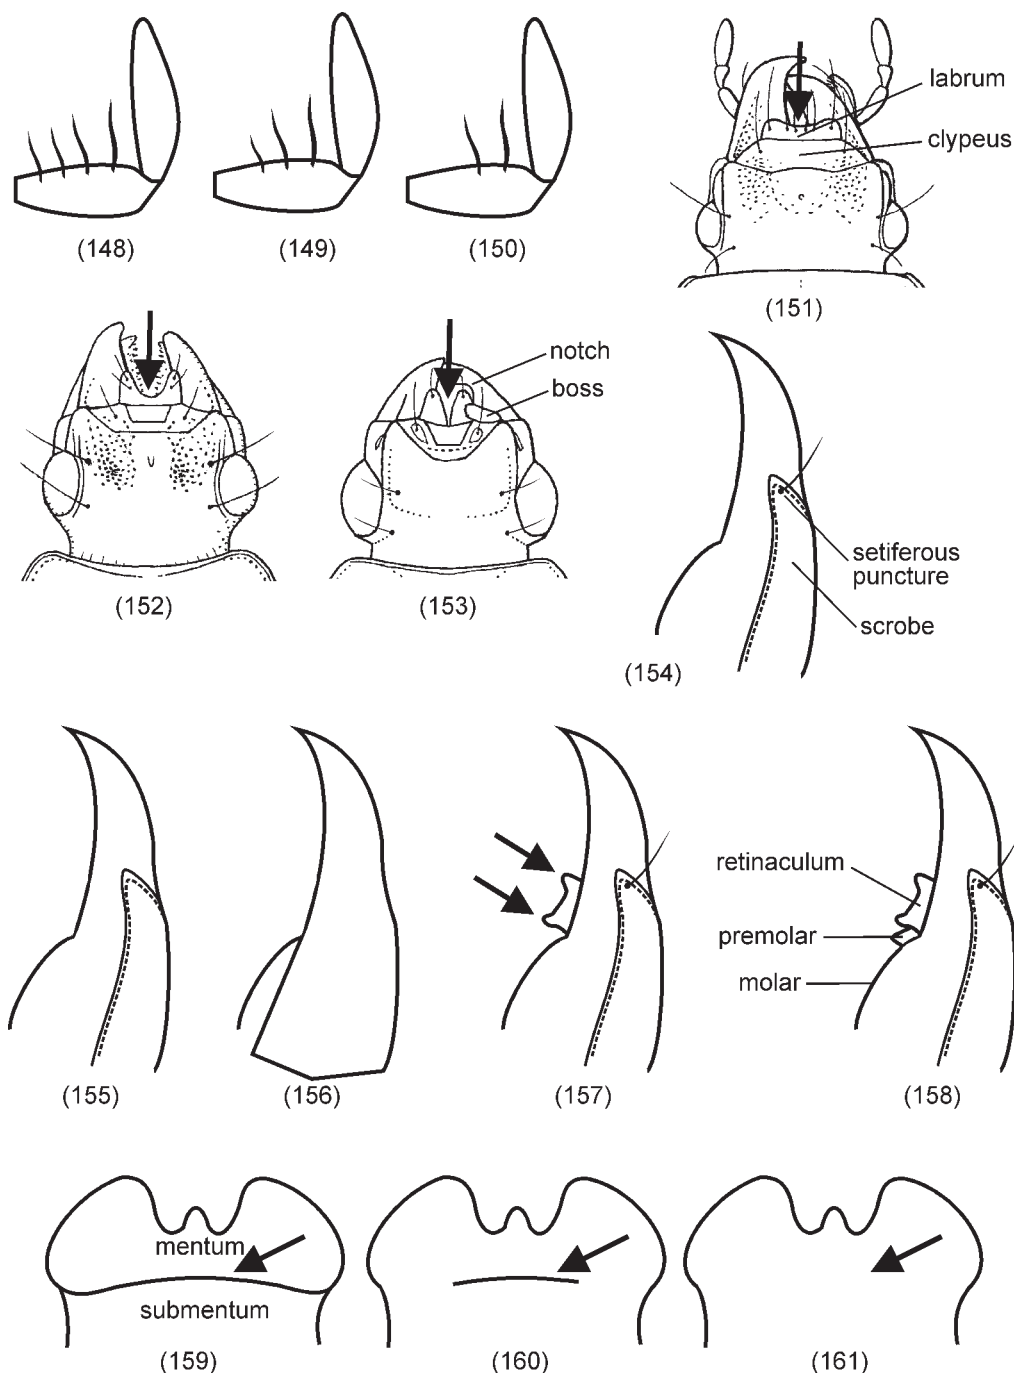 labrum
clypeus
(148)
(149)
(150)
(151)
notch
boss
setiferous
puncture
scrobe
(152)
(153)
(154)
retinaculum
premolar
molar
(155)
(156)
(157)
(158)
mentum
submentum
(159)
(160)
(161)